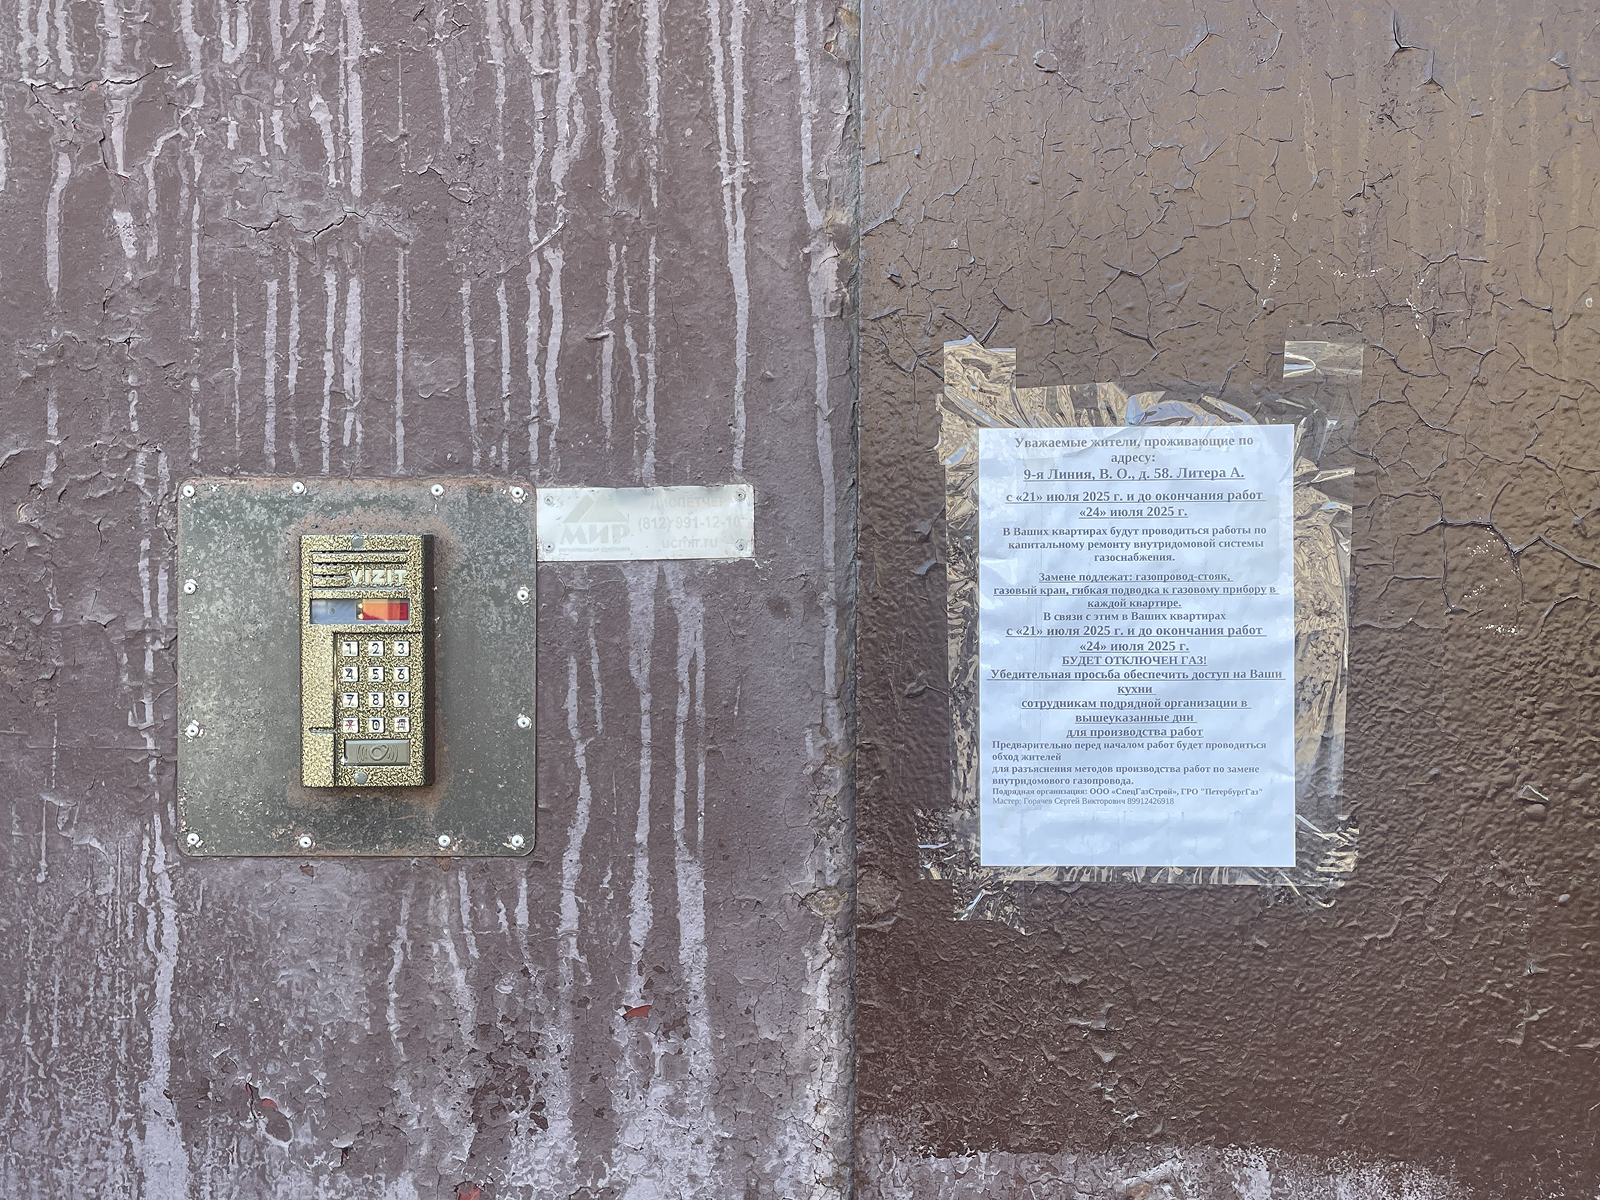 VIZIT
1 2 3
4 5 6
7 8 9
0
МИР
ДИСПЕТЧЕР
(812) 991-12-10
Уважаемые жители, проживающие по
адресу:
9-я Линия, В. О., д. 58. Литера А.
с «21» июля 2025 г. и до окончания работ
«24» июля 2025 г.
В Ваших квартирах будут проводиться работы по
капитальному ремонту внутридомовой системы
газоснабжения.
Замене подлежат: газопровод-стояк,
газовый кран, гибкая подводка к газовому прибору в
каждой квартире.
В связи с этим в Ваших квартирах
с «21» июля 2025 г. и до окончания работ
«24» июля 2025 г.
БУДЕТ ОТКЛЮЧЕН ГАЗ!
Убедительная просьба обеспечить доступ на Ваши
кухни
сотрудникам подрядной организации в
вышеуказанные дни
для производства работ
Предварительно перед началом работ будет проводиться
обход жителей
для разъяснения методов производства работ по замене
внутридомового газопровода.
Подрядная организация: ООО «СпецГазСтрой», ГРО "ПетербургГаз"
Мастер: Горячев Сергей Викторович 89912426918